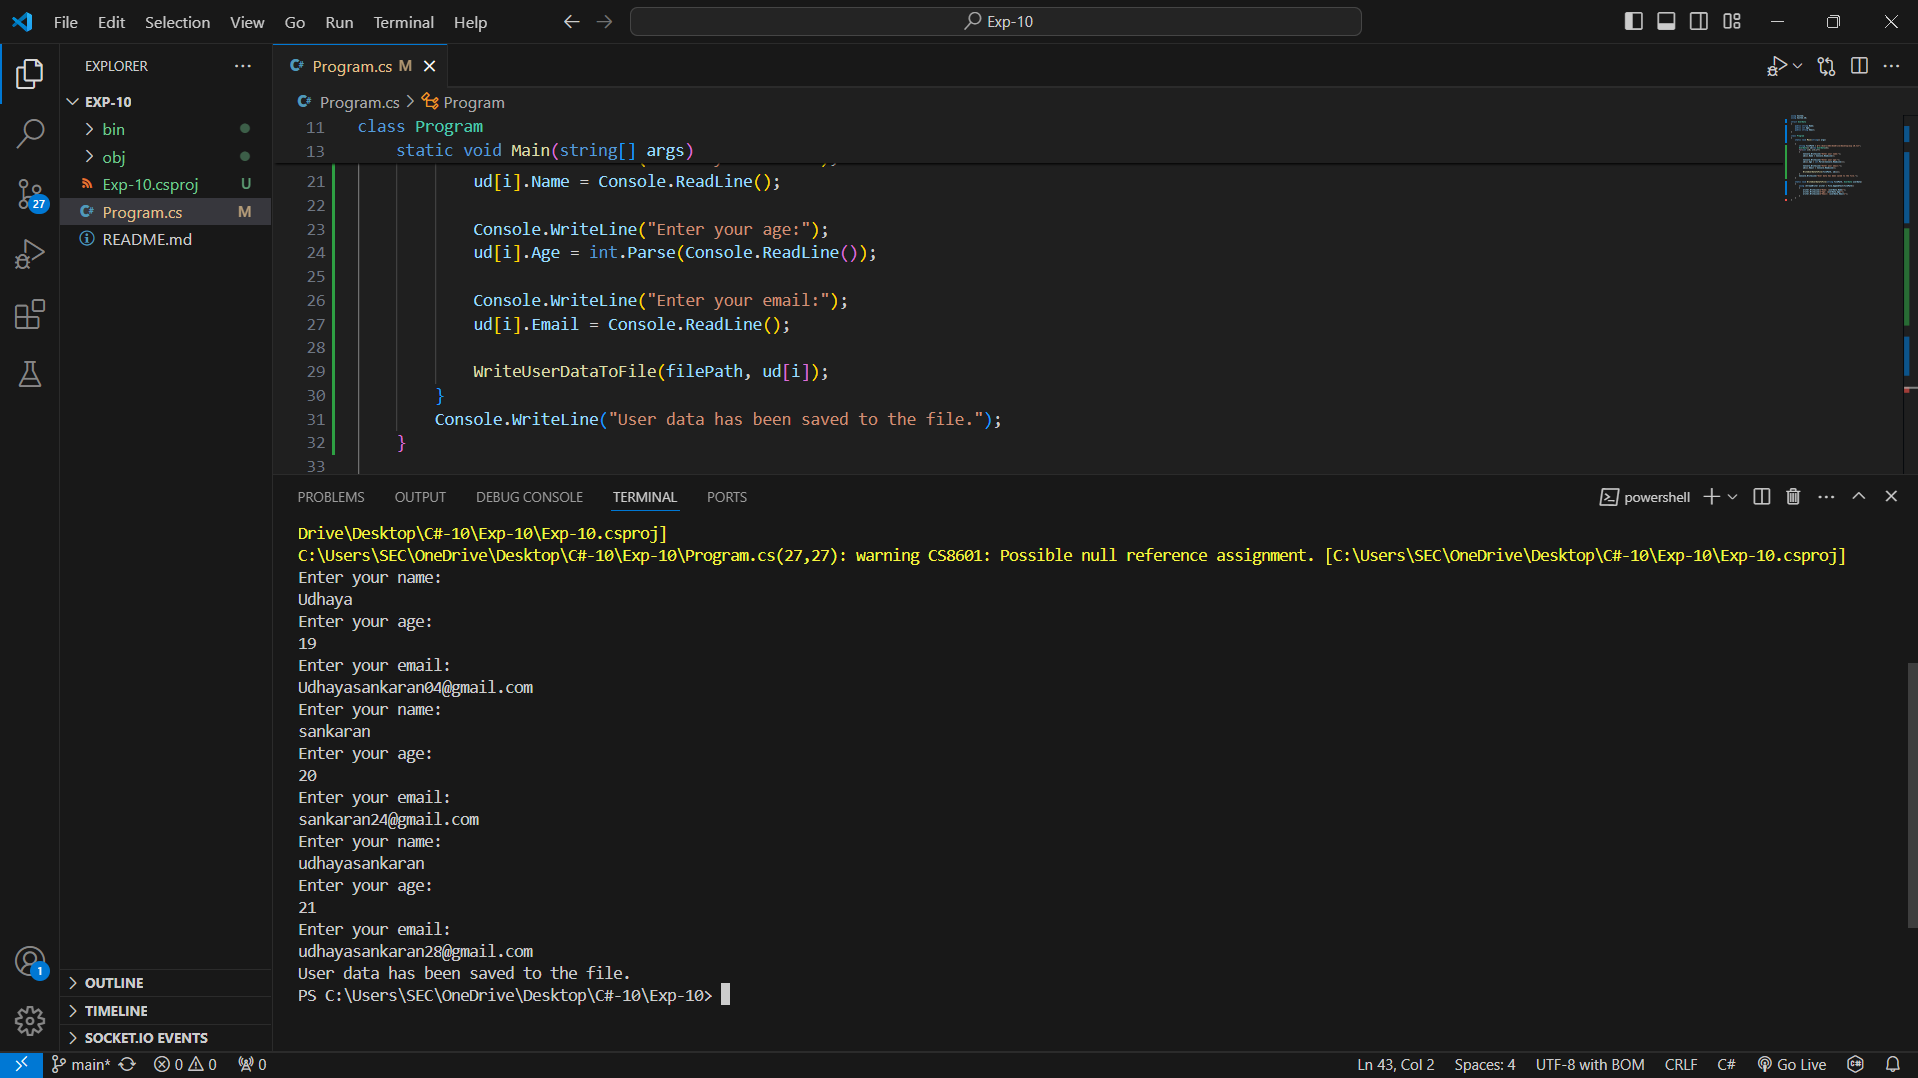 File Edit Selection View Go Run Terminal Help
Exp-10
EXPLORER
EXP-10
bin
obj
Exp-10.csproj U
Program.cs M
README.md
27
1
OUTLINE
TIMELINE
SOCKET.IO EVENTS
C# Program.cs M
C# Program.cs > Program
11 class Program
13 static void Main(string[] args)
21 ud[i].Name = Console.ReadLine();
22
23 Console.WriteLine("Enter your age:");
24 ud[i].Age = int.Parse(Console.ReadLine());
25
26 Console.WriteLine("Enter your email:");
27 ud[i].Email = Console.ReadLine();
28
29 WriteUserDataToFile(filePath, ud[i]);
30 }
31 Console.WriteLine("User data has been saved to the file.");
32 }
33
PROBLEMS OUTPUT DEBUG CONSOLE TERMINAL PORTS
powershell
Drive\Desktop\C#-10\Exp-10\Exp-10.csproj]
C:\Users\SEC\OneDrive\Desktop\C#-10\Exp-10\Program.cs(27,27): warning CS8601: Possible null reference assignment. [C:\Users\SEC\OneDrive\Desktop\C#-10\Exp-10\Exp-10.csproj]
Enter your name:
Udhaya
Enter your age:
19
Enter your email:
Udhayasankaran04@gmail.com
Enter your name:
sankaran
Enter your age:
20
Enter your email:
sankaran24@gmail.com
Enter your name:
udhayasankaran
Enter your age:
21
Enter your email:
udhayasankaran28@gmail.com
User data has been saved to the file.
PS C:\Users\SEC\OneDrive\Desktop\C#-10\Exp-10>
main* 0 0 0
Ln 43, Col 2 Spaces: 4 UTF-8 with BOM CRLF C# Go Live